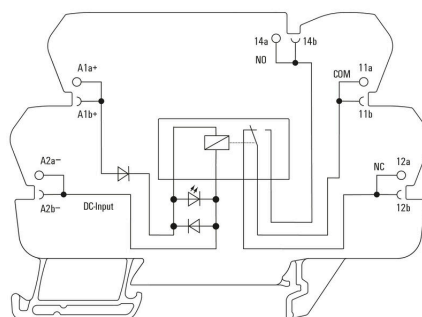 14a 14b
NO
A1a+
COM 11a
A1b+
11b
A2a–
NC 12a
A2b–
DC-Input
12b